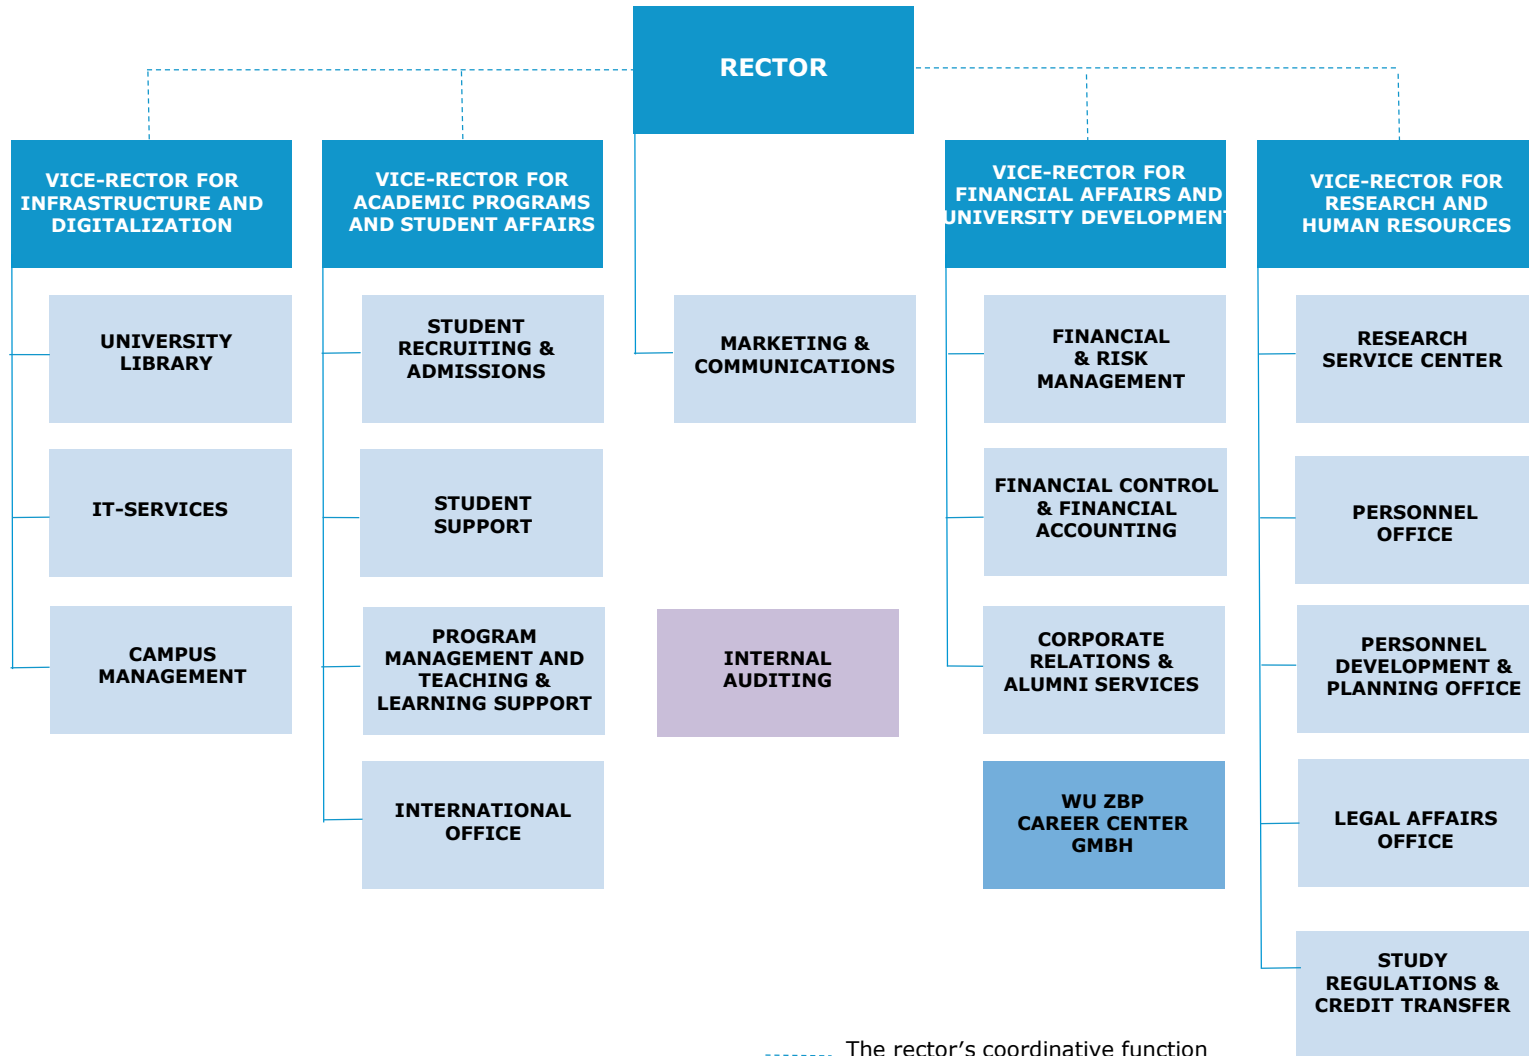 RECTOR
VICE-RECTOR FOR
INFRASTRUCTURE AND
DIGITALIZATION
VICE-RECTOR FOR
ACADEMIC PROGRAMS
AND STUDENT AFFAIRS
VICE-RECTOR FOR
FINANCIAL AFFAIRS AND
UNIVERSITY DEVELOPMENT
VICE-RECTOR FOR
RESEARCH AND
HUMAN RESOURCES
UNIVERSITY
LIBRARY
STUDENT
RECRUITING &
ADMISSIONS
MARKETING &
COMMUNICATIONS
FINANCIAL
& RISK
MANAGEMENT
RESEARCH
SERVICE CENTER
IT-SERVICES
STUDENT
SUPPORT
FINANCIAL CONTROL
& FINANCIAL
ACCOUNTING
PERSONNEL
OFFICE
CAMPUS
MANAGEMENT
PROGRAM
MANAGEMENT AND
TEACHING &
LEARNING SUPPORT
INTERNAL
AUDITING
CORPORATE
RELATIONS &
ALUMNI SERVICES
PERSONNEL
DEVELOPMENT &
PLANNING OFFICE
INTERNATIONAL
OFFICE
WU ZBP
CAREER CENTER
GMBH
LEGAL AFFAIRS
OFFICE
STUDY
REGULATIONS &
CREDIT TRANSFER
The rector's coordinative function